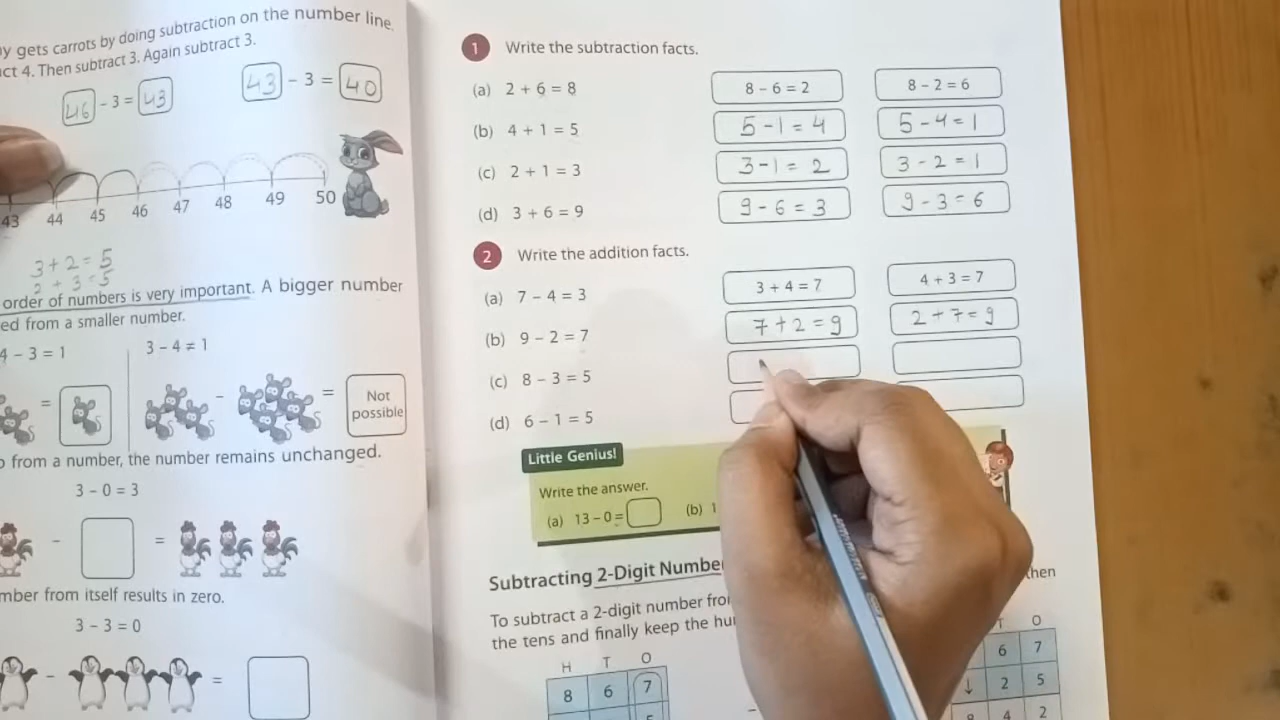 y gets carrots by doing subtraction on the number line.
ct 4. Then subtract 3. Again subtract 3.
46 - 3 = 43 43 - 3 = 40
43 44 45 46 47 48 49 50
3 + 2 = 5
2 + 3 = 5
order of numbers is very important. A bigger number
ed from a smaller number.
4 - 3 = 1 3 - 4 ≠ 1
= - = Not possible
from a number, the number remains unchanged.
3 - 0 = 3
- =
mber from itself results in zero.
3 - 3 = 0
- =
1 Write the subtraction facts.
(a) 2 + 6 = 8 8 - 6 = 2 8 - 2 = 6
(b) 4 + 1 = 5 5 - 1 = 4 5 - 4 = 1
(c) 2 + 1 = 3 3 - 1 = 2 3 - 2 = 1
(d) 3 + 6 = 9 9 - 6 = 3 9 - 3 = 6
2 Write the addition facts.
(a) 7 - 4 = 3 3 + 4 = 7 4 + 3 = 7
(b) 9 - 2 = 7 7 + 2 = 9 2 + 7 = 9
(c) 8 - 3 = 5
(d) 6 - 1 = 5
Little Genius!
Write the answer.
(a) 13 - 0 = (b) 1
Subtracting 2-Digit Numbe
To subtract a 2-digit number from then
the tens and finally keep the hu
H T O T O
8 6 7 6 7
↓ 2 5
8 4 2